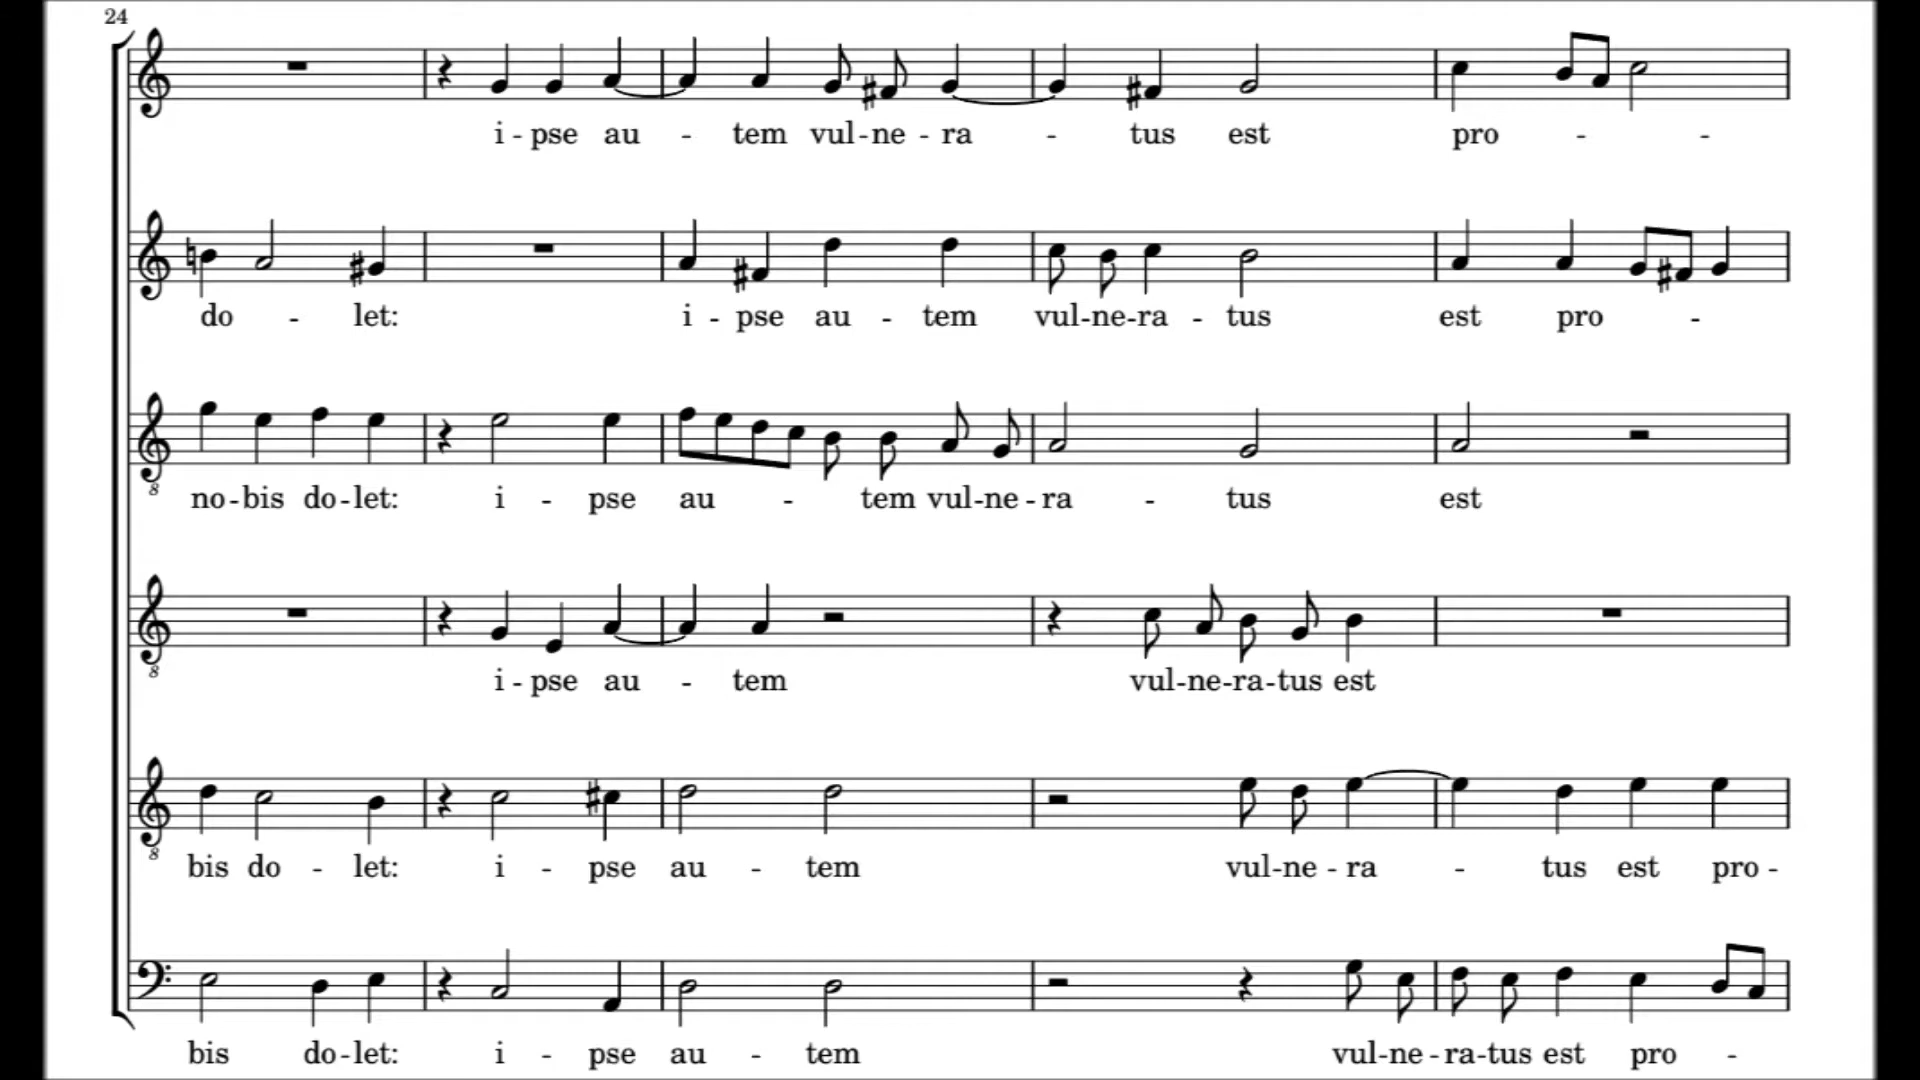 24
i - pse au - tem vul - ne - ra - tus est pro - -
do - let: i - pse au - tem vul - ne - ra - tus est pro - -
no - bis do - let: i - pse au - - tem vul - ne - ra - tus est
8
i - pse au - tem vul - ne - ra - tus est
8
bis do - let: i - pse au - tem vul - ne - ra - tus est pro -
8
bis do - let: i - pse au - tem vul - ne - ra - tus est pro -